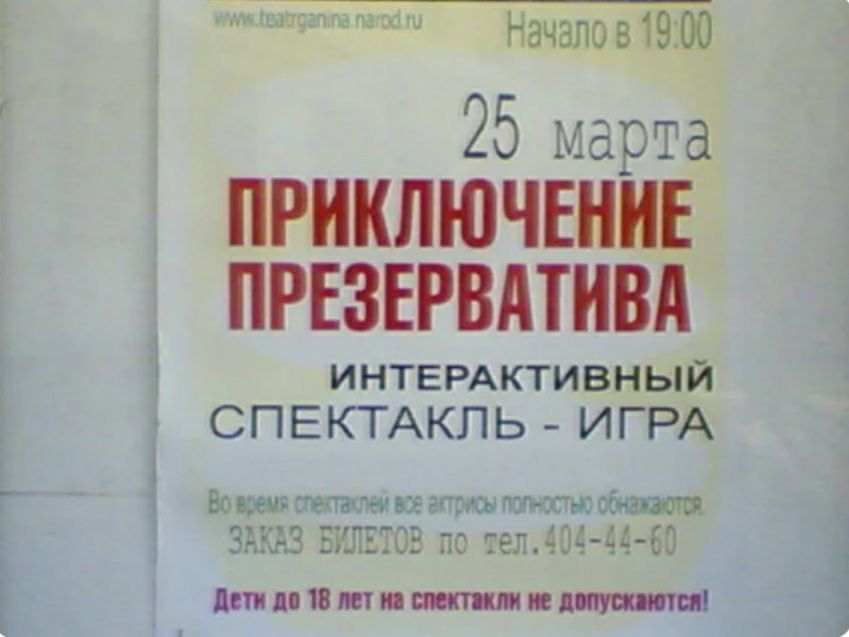 www.teatrganina.narod.ru
Начало в 19:00
25 марта
ПРИКЛЮЧЕНИЕ
ПРЕЗЕРВАТИВА
ИНТЕРАКТИВНЫЙ
СПЕКТАКЛЬ - ИГРА
Во время спектаклей все актрисы полностью обнажаются.
ЗАКАЗ БИЛЕТОВ по тел.404-44-60
Дети до 18 лет на спектакли не допускаются!